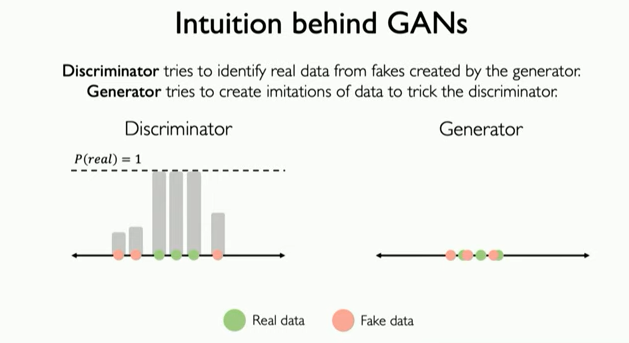 Intuition behind GANs
Discriminator tries to identify real data from fakes created by the generator.
Generator tries to create imitations of data to trick the discriminator.
Discriminator
Generator
P(real) = 1
Real data
Fake data